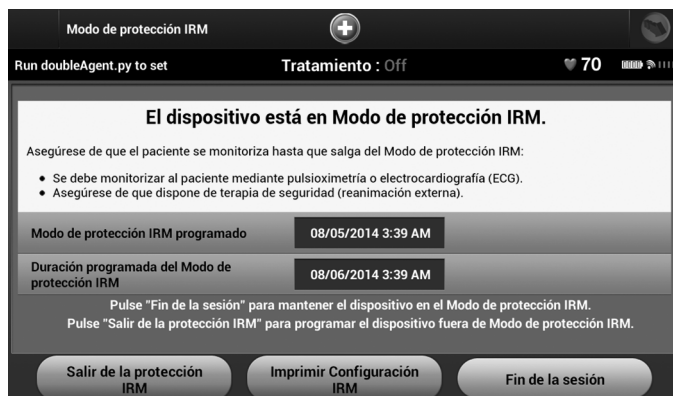 Modo de protección IRM
Run doubleAgent.py to set
Tratamiento : Off
70
El dispositivo está en Modo de protección IRM.
Asegúrese de que el paciente se monitoriza hasta que salga del Modo de protección IRM:
• Se debe monitorizar al paciente mediante pulsioximetría o electrocardiografía (ECG).
• Asegúrese de que dispone de terapia de seguridad (reanimación externa).
Modo de protección IRM programado
08/05/2014 3:39 AM
Duración programada del Modo de
protección IRM
08/06/2014 3:39 AM
Pulse "Fin de la sesión" para mantener el dispositivo en el Modo de protección IRM.
Pulse "Salir de la protección IRM" para programar el dispositivo fuera de Modo de protección IRM.
Salir de la protección
IRM
Imprimir Configuración
IRM
Fin de la sesión